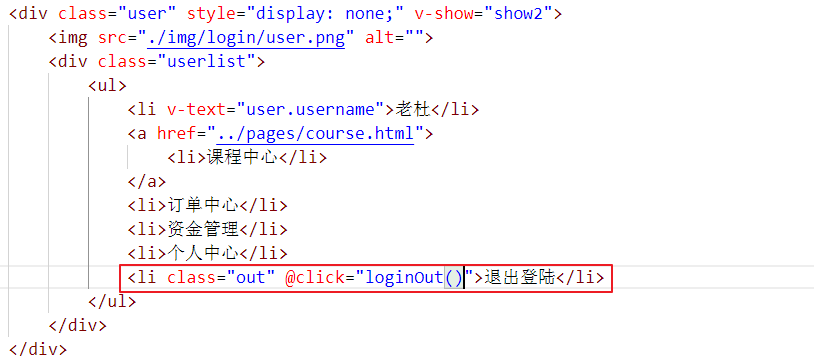 <div class="user" style="display: none;" v-show="show2">
<img src="./img/login/user.png" alt="">
<div class="userlist">
<ul>
<li v-text="user.username">老杜</li>
<a href="../pages/course.html">
<li>课程中心</li>
</a>
<li>订单中心</li>
<li>资金管理</li>
<li>个人中心</li>
<li class="out" @click="loginOut()">退出登陆</li>
</ul>
</div>
</div>